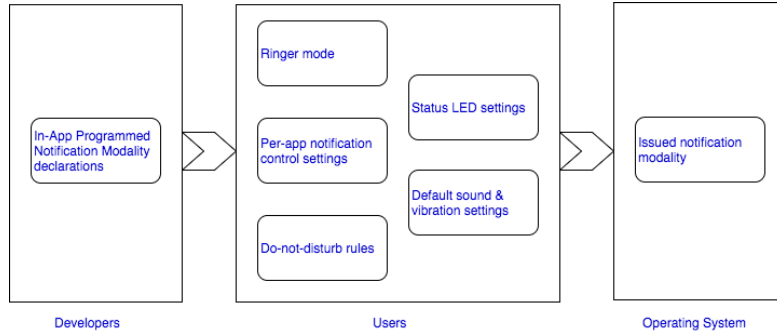 In-App Programmed
Notification Modality
declarations
Developers
Ringer mode
Per-app notification
control settings
Do-not-disturb rules
Status LED settings
Default sound &
vibration settings
Users
Issued notification
modality
Operating System